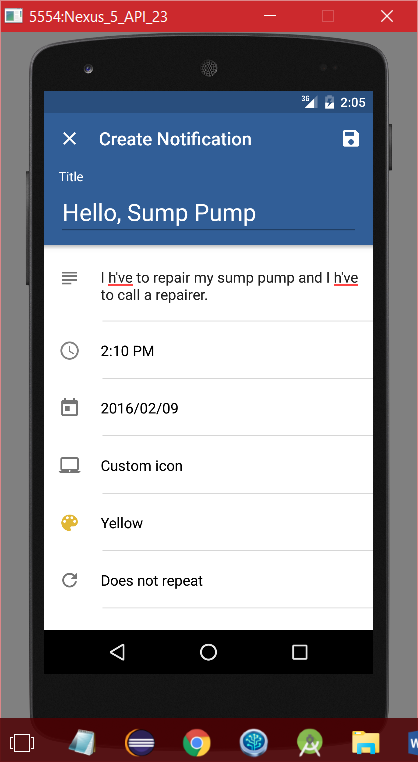 5554:Nexus_5_API_23
36 2:05
Create Notification
Title
Hello, Sump Pump
I h've to repair my sump pump and I h've
to call a repairer.
2:10 PM
2016/02/09
Custom icon
Yellow
Does not repeat
W